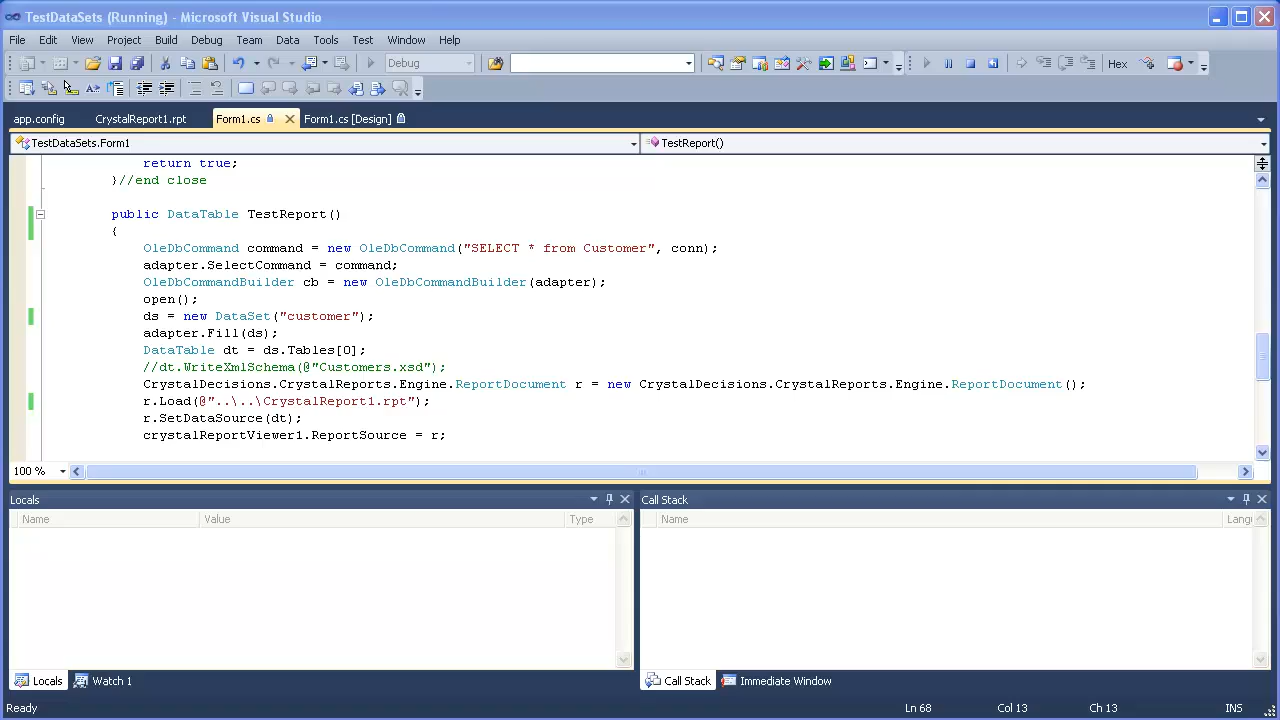 TestDataSets (Running) - Microsoft Visual Studio
File Edit View Project Build Debug Team Data Tools Test Window Help
Debug
Hex
app.config CrystalReport1.rpt Form1.cs Form1.cs [Design]
TestDataSets.Form1 TestReport()
return true;
}//end close
public DataTable TestReport()
{
OleDbCommand command = new OleDbCommand("SELECT * from Customer", conn);
adapter.SelectCommand = command;
OleDbCommandBuilder cb = new OleDbCommandBuilder(adapter);
open();
ds = new DataSet("customer");
adapter.Fill(ds);
DataTable dt = ds.Tables[0];
//dt.WriteXmlSchema(@"Customers.xsd");
CrystalDecisions.CrystalReports.Engine.ReportDocument r = new CrystalDecisions.CrystalReports.Engine.ReportDocument();
r.Load(@"..\..\CrystalReport1.rpt");
r.SetDataSource(dt);
crystalReportViewer1.ReportSource = r;
100 %
Locals Call Stack
Name Value Type Name Langu
Locals Watch 1 Call Stack Immediate Window
Ready Ln 68 Col 13 Ch 13 INS